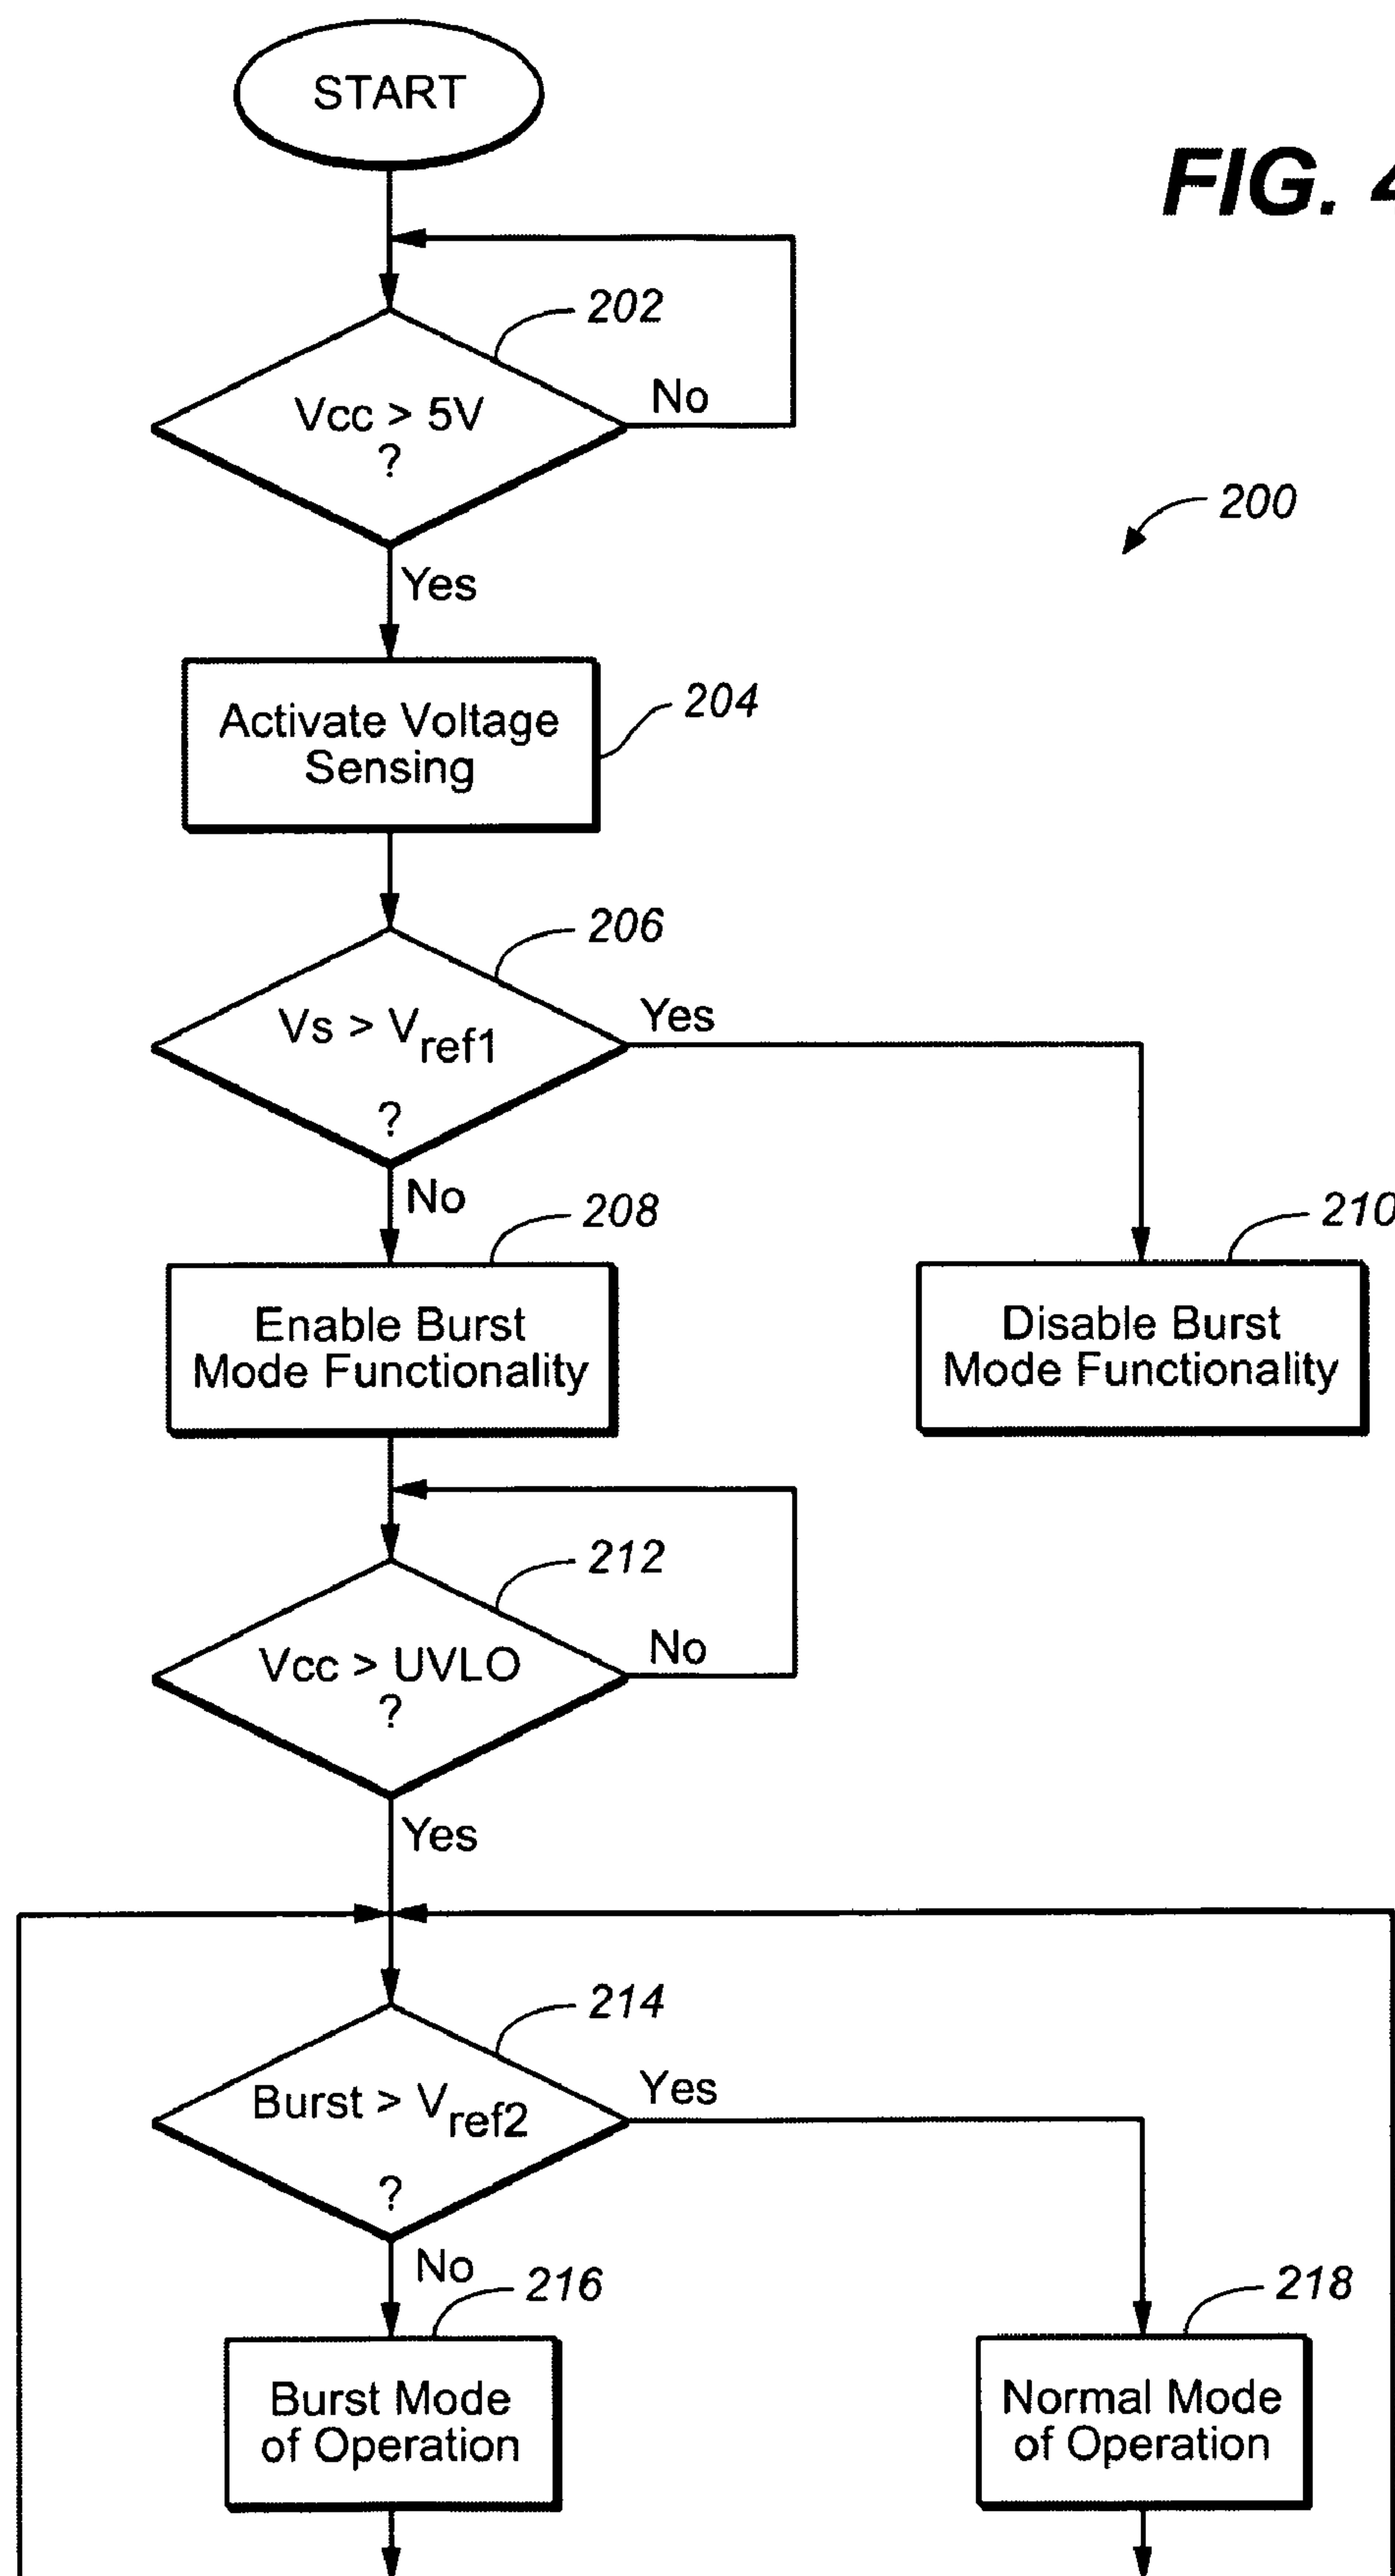 START
FIG. 4
202
Vcc > 5V
?
No
200
Yes
Activate Voltage
Sensing
204
206
Vs > Vref1
?
Yes
No
208
210
Enable Burst
Mode Functionality
Disable Burst
Mode Functionality
212
Vcc > UVLO
?
No
Yes
214
Burst > Vref2
?
Yes
No
216
218
Burst Mode
of Operation
Normal Mode
of Operation